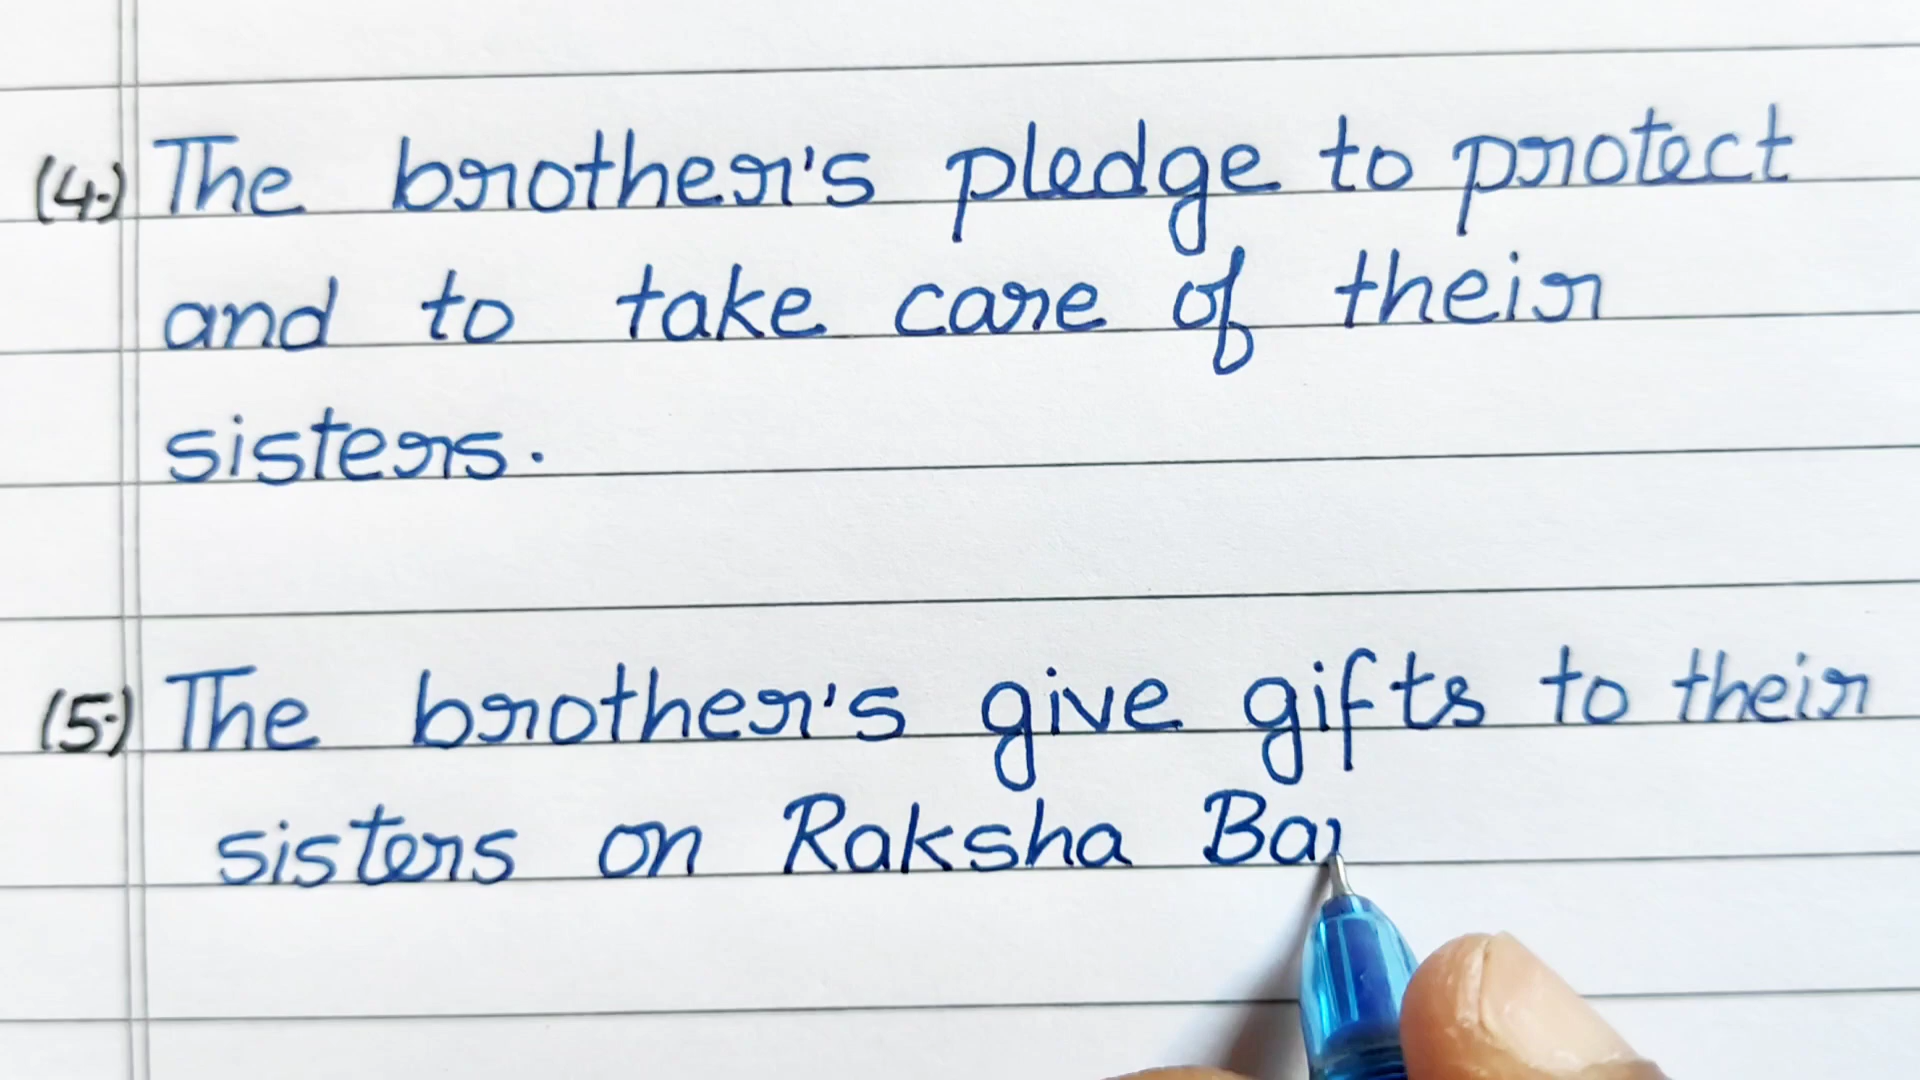 (4.) The brother's pledge to protect
and to take care of their
sisters.
(5.) The brother's give gifts to their
sisters on Raksha Ba